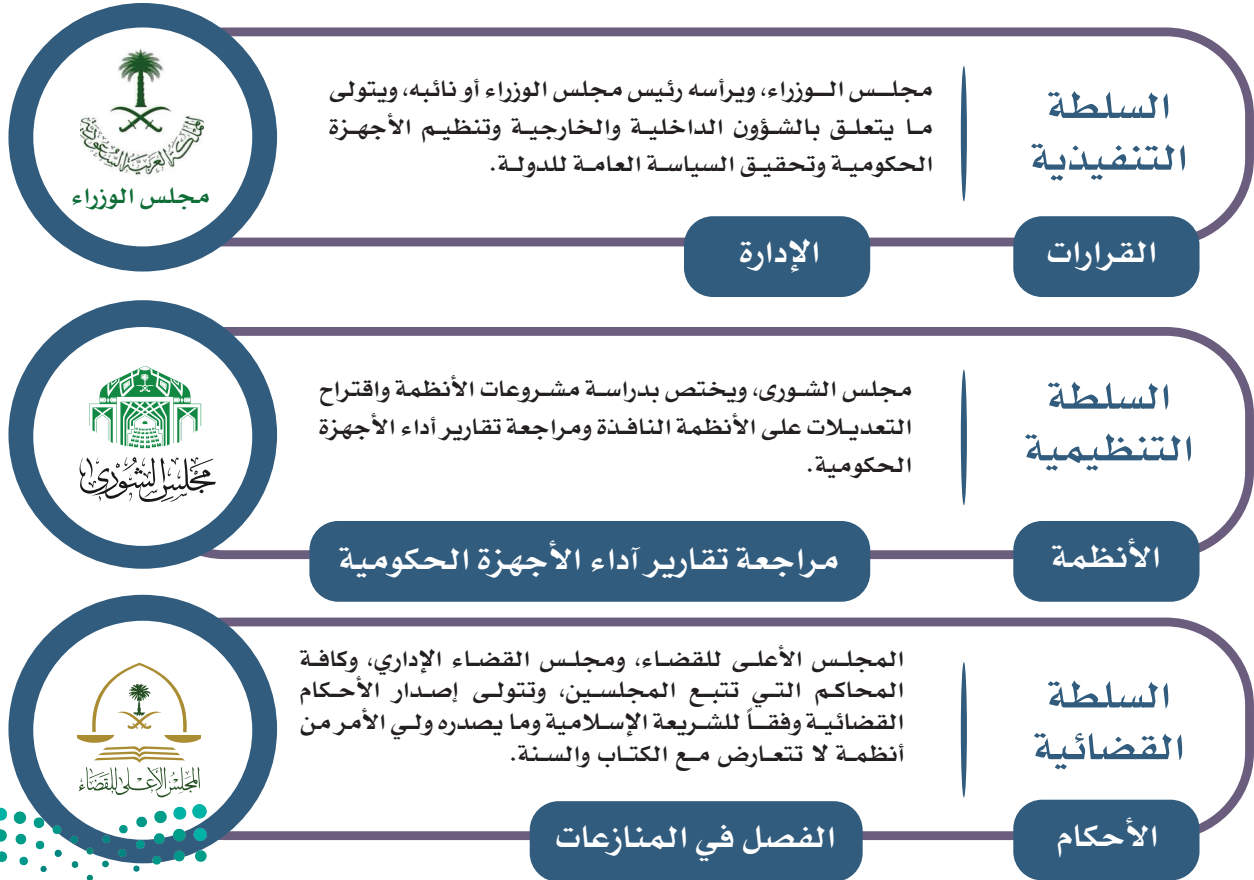 السلطة
التنفيذية
مجلس الوزراء، ويرأسه رئيس مجلس الوزراء أو نائبه، ويتولى
ما يتعلق بالشؤون الداخلية والخارجية وتنظيم الأجهزة
الحكومية وتحقيق السياسة العامة للدولة.
المملكة العربية السعودية
مجلس الوزراء
القرارات
الإدارة
السلطة
التنظيمية
مجلس الشورى، ويختص بدراسة مشروعات الأنظمة واقتراح
التعديلات على الأنظمة النافذة ومراجعة تقارير أداء الأجهزة
الحكومية.
مجلس الشورى
الأنظمة
مراجعة تقارير آداء الأجهزة الحكومية
السلطة
القضائية
المجلس الأعلى للقضاء، ومجلس القضاء الإداري، وكافة
المحاكم التي تتبع المجلسين، وتتولى إصدار الأحكام
القضائية وفقاً للشريعة الإسلامية وما يصدره ولي الأمر من
أنظمة لا تتعارض مع الكتاب والسنة.
المجلس الأعلى للقضاء
الأحكام
الفصل في المنازعات